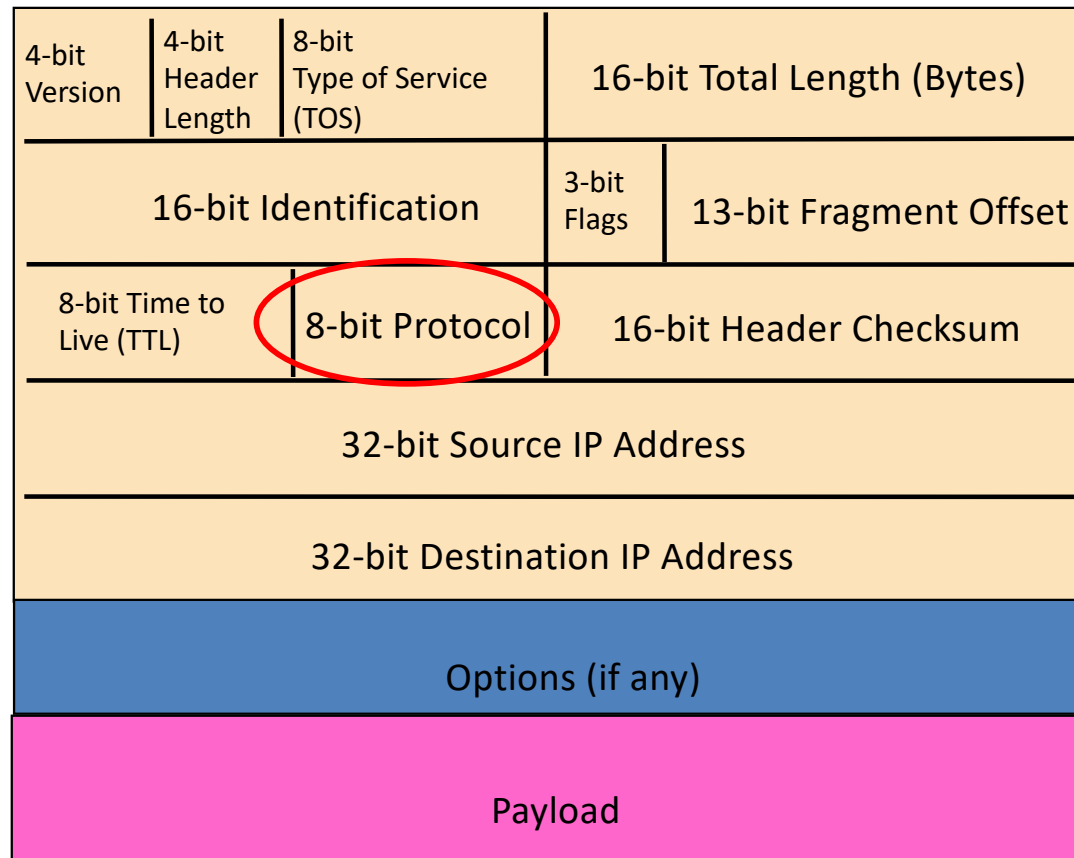 4-bit
Version
4-bit
Header
Length
8-bit
Type of Service
(TOS)
16-bit Total Length (Bytes)
16-bit Identification
3-bit
Flags
13-bit Fragment Offset
8-bit Time to
Live (TTL)
8-bit Protocol
16-bit Header Checksum
32-bit Source IP Address
32-bit Destination IP Address
Options (if any)
Payload